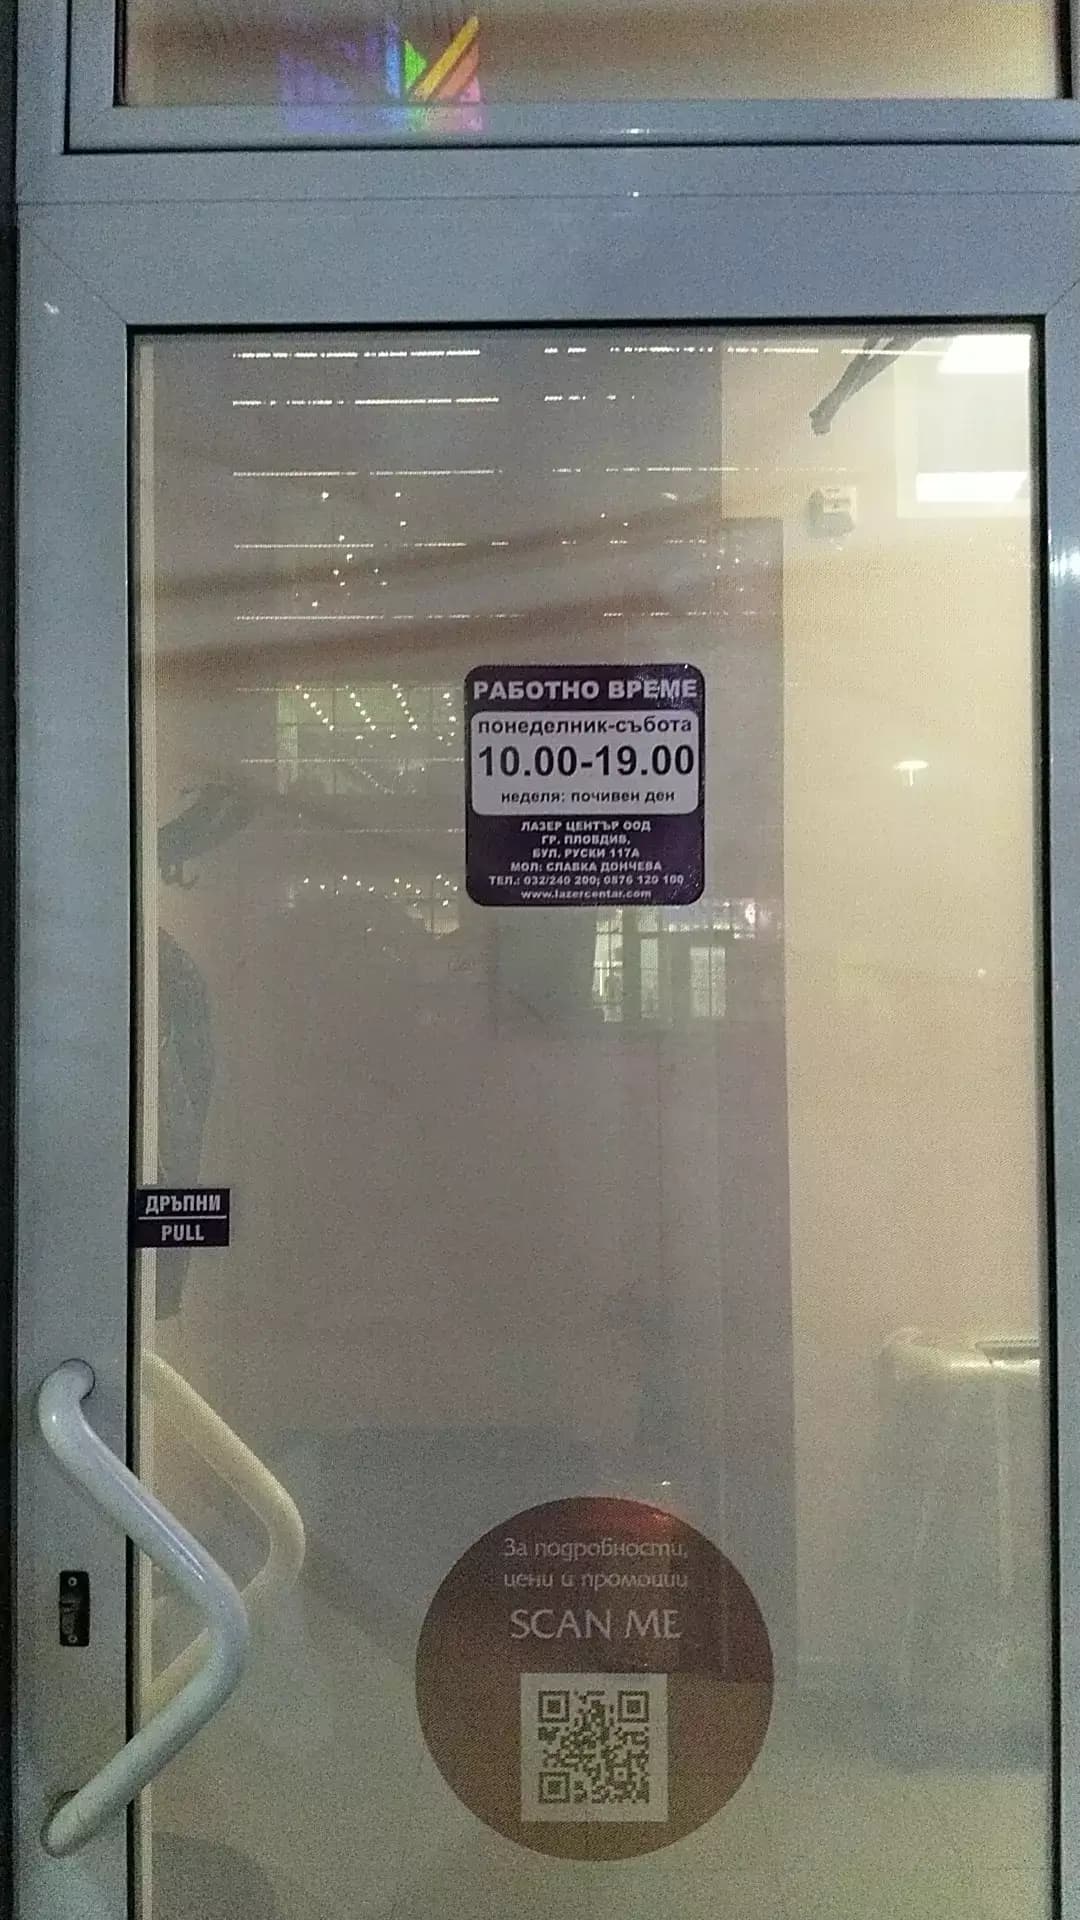 РАБОТНО ВРЕМЕ
понеделник-събота
10.00-19.00
неделя: почивен ден
ЛАЗЕР ЦЕНТЪР ООД
ГР. ПЛОВДИВ,
БУЛ. РУСКИ 117А
МОЛ: СЛАВКА ДОНЧЕВА
ТЕЛ.: 032/240 200; 0876 120 100
www.lazercentar.com
ДРЪПНИ
PULL
За подробности,
цени и промоции
SCAN ME